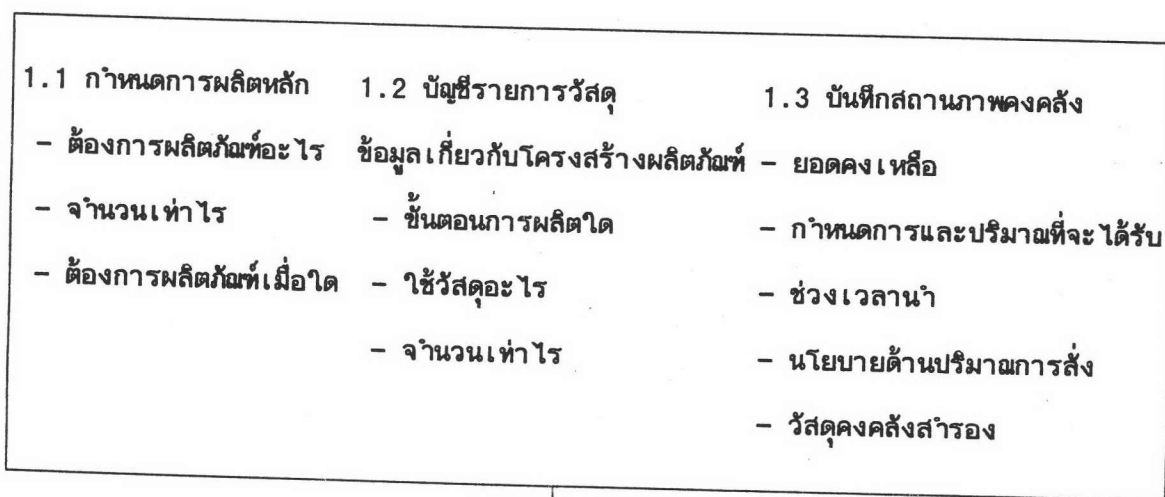 1.1 กำหนดการผลิตหลัก
- ต้องการผลิตภัณฑ์อะไร
- จำนวนเท่าไร
- ต้องการผลิตภัณฑ์เมื่อใด
1.2 บัญชีรายการวัสดุ
ข้อมูลเกี่ยวกับโครงสร้างผลิตภัณฑ์
- ขั้นตอนการผลิตใด
- ใช้วัสดุอะไร
- จำนวนเท่าไร
1.3 บันทึกสถานภาพคงคลัง
- ยอดคงเหลือ
- กำหนดการและปริมาณที่จะได้รับ
- ช่วงเวลานำ
- นโยบายด้านปริมาณการสั่ง
- วัสดุคงคลังสำรอง